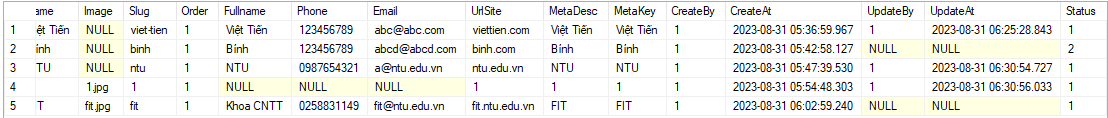 ame Image Slug Order Fullname Phone Email UrlSite MetaDesc MetaKey CreateBy CreateAt UpdateBy UpdateAt Status
1 ệt Tiến NULL viet-tien 1 Việt Tiến 123456789 abc@abc.com viettien.com Việt Tiến Việt Tiến 1 2023-08-31 05:36:59.967 1 2023-08-31 06:25:28.843 1
2 ính NULL binh 1 Bính 123456789 abcd@abcd.com binh.com Bính Bính 1 2023-08-31 05:42:58.127 NULL NULL 2
3 TU NULL ntu 1 NTU 0987654321 a@ntu.edu.vn ntu.edu.vn NTU NTU 1 2023-08-31 05:47:39.530 1 2023-08-31 06:30:54.727 1
4 1.jpg 1 1 NULL NULL NULL 1 1 1 1 2023-08-31 05:54:48.303 1 2023-08-31 06:30:56.033 1
5 T fit.jpg fit 1 Khoa CNTT 0258831149 fit@ntu.edu.vn fit.ntu.edu.vn FIT FIT 1 2023-08-31 06:02:59.240 NULL NULL 1